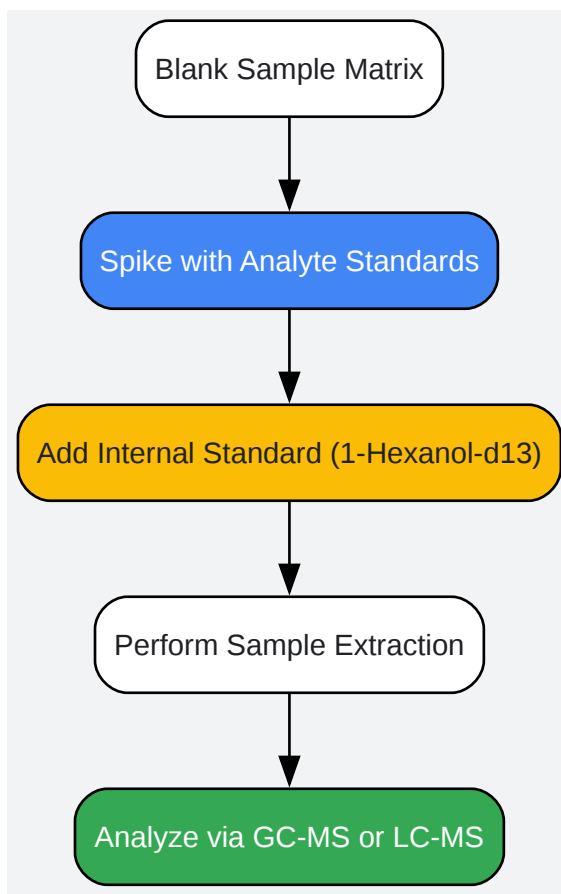 Blank Sample Matrix
Spike with Analyte Standards
Add Internal Standard (1-Hexanol-d13)
Perform Sample Extraction
Analyze via GC-MS or LC-MS